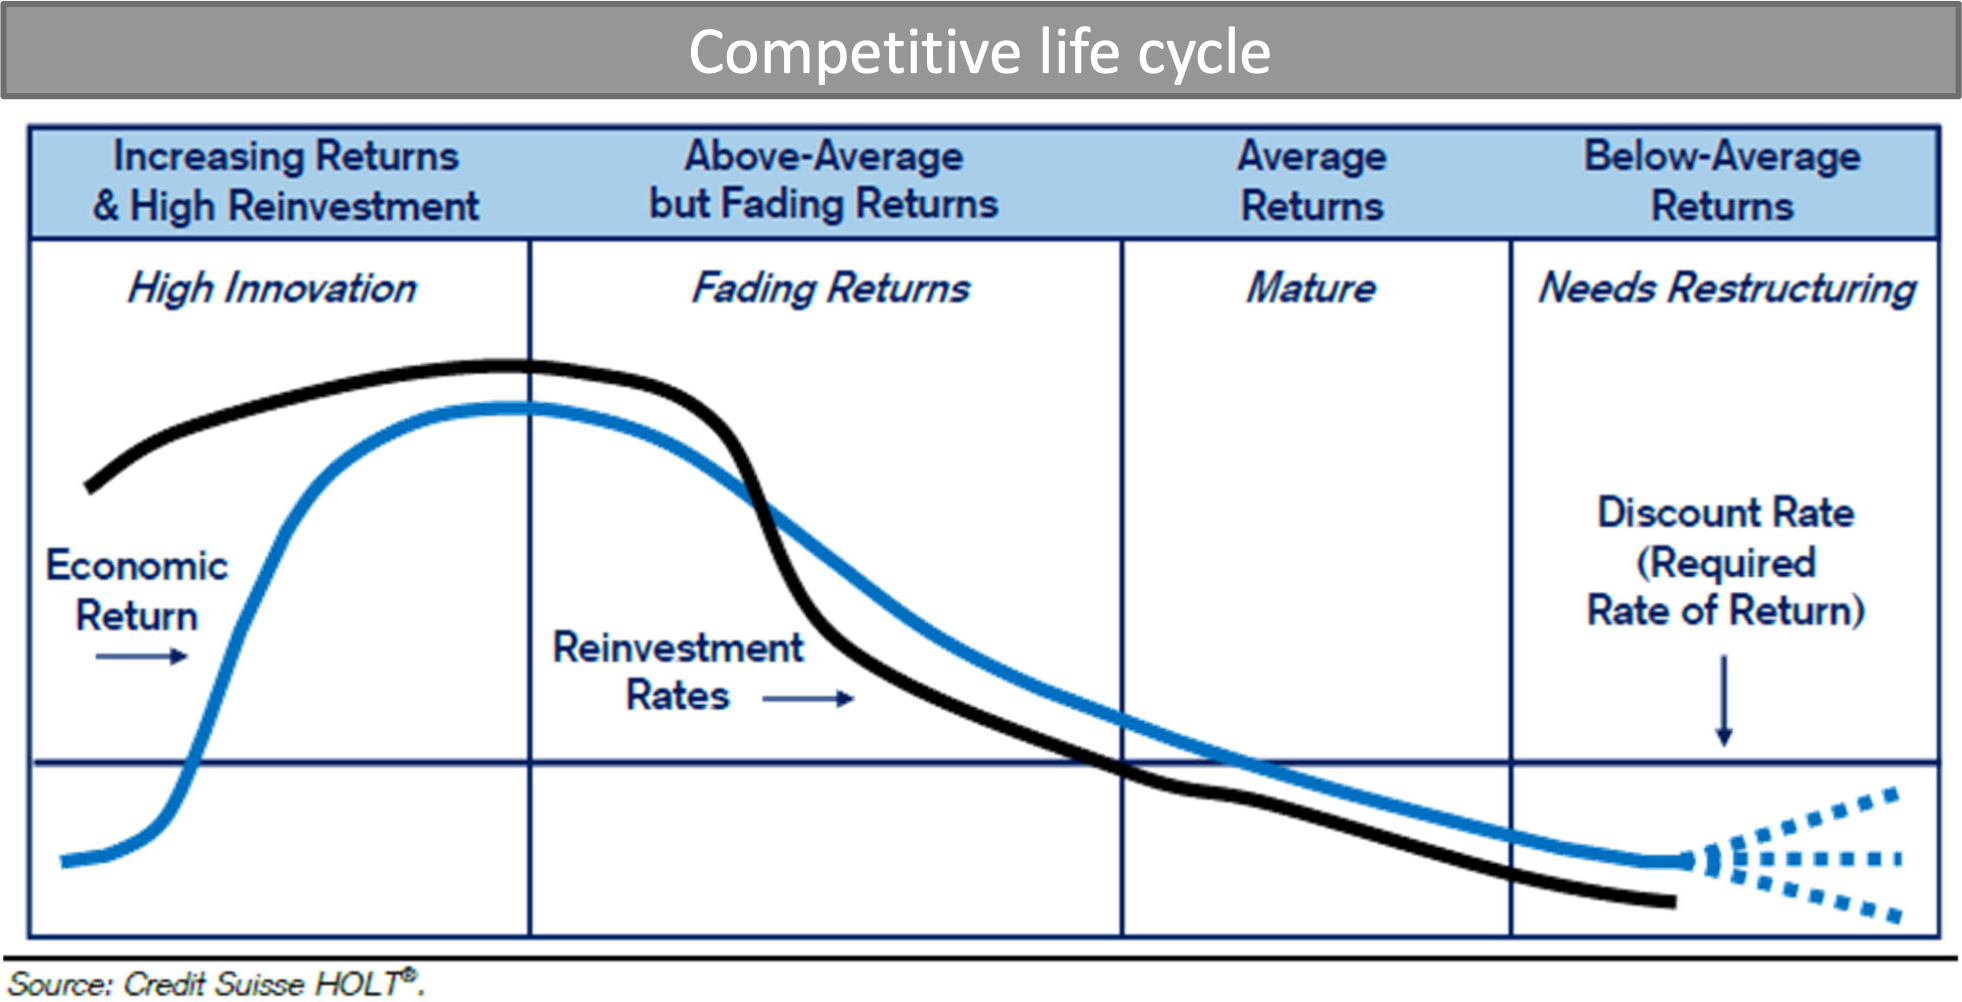 Competitive life cycle
Increasing Returns
& High Reinvestment
Above-Average
but Fading Returns
Average
Returns
Below-Average
Returns
High Innovation
Fading Returns
Mature
Needs Restructuring
Economic
Return
Reinvestment
Rates
Discount Rate
(Required
Rate of Return)
Source: Credit Suisse HOLT®.